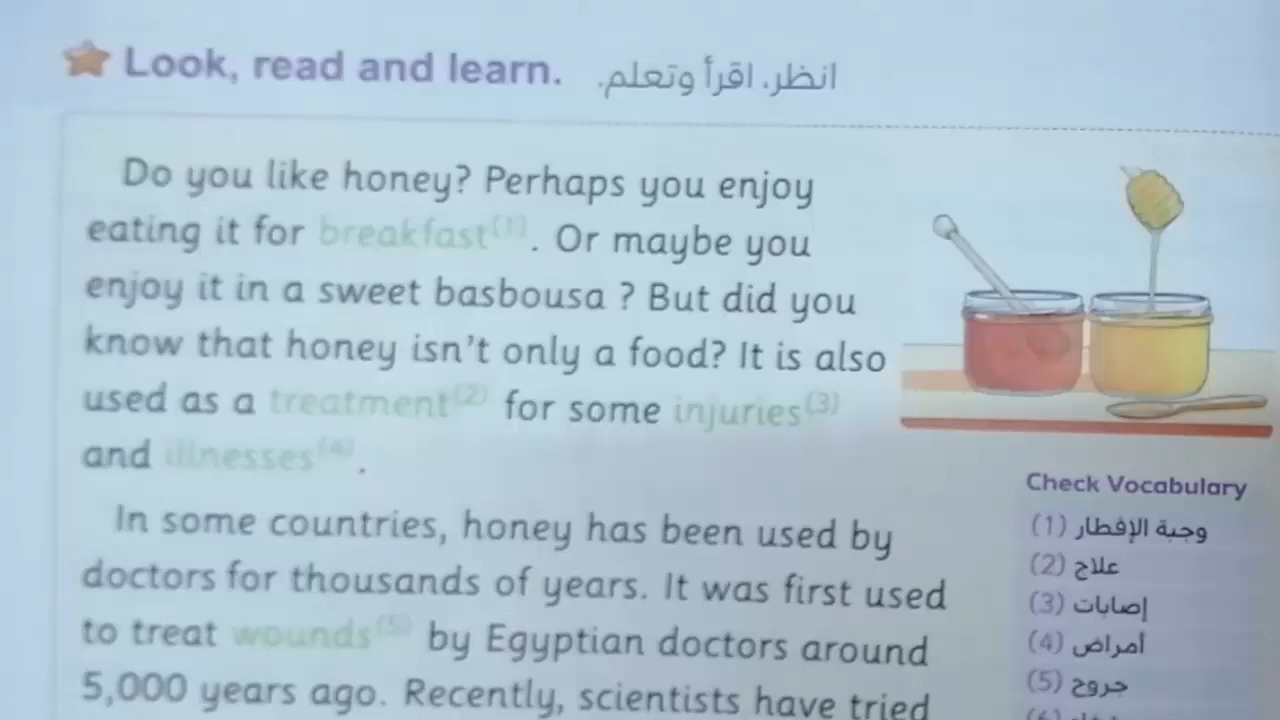 Look, read and learn. انظر، اقرأ وتعلم.
Do you like honey? Perhaps you enjoy
eating it for breakfast(1). Or maybe you
enjoy it in a sweet basbousa ? But did you
know that honey isn't only a food? It is also
used as a treatment(2) for some injuries(3)
and illnesses(4).
In some countries, honey has been used by
doctors for thousands of years. It was first used
to treat wounds(5) by Egyptian doctors around
5,000 years ago. Recently, scientists have tried
Check Vocabulary
(1) وجبة الإفطار
(2) علاج
(3) إصابات
(4) أمراض
(5) جروح
(6)